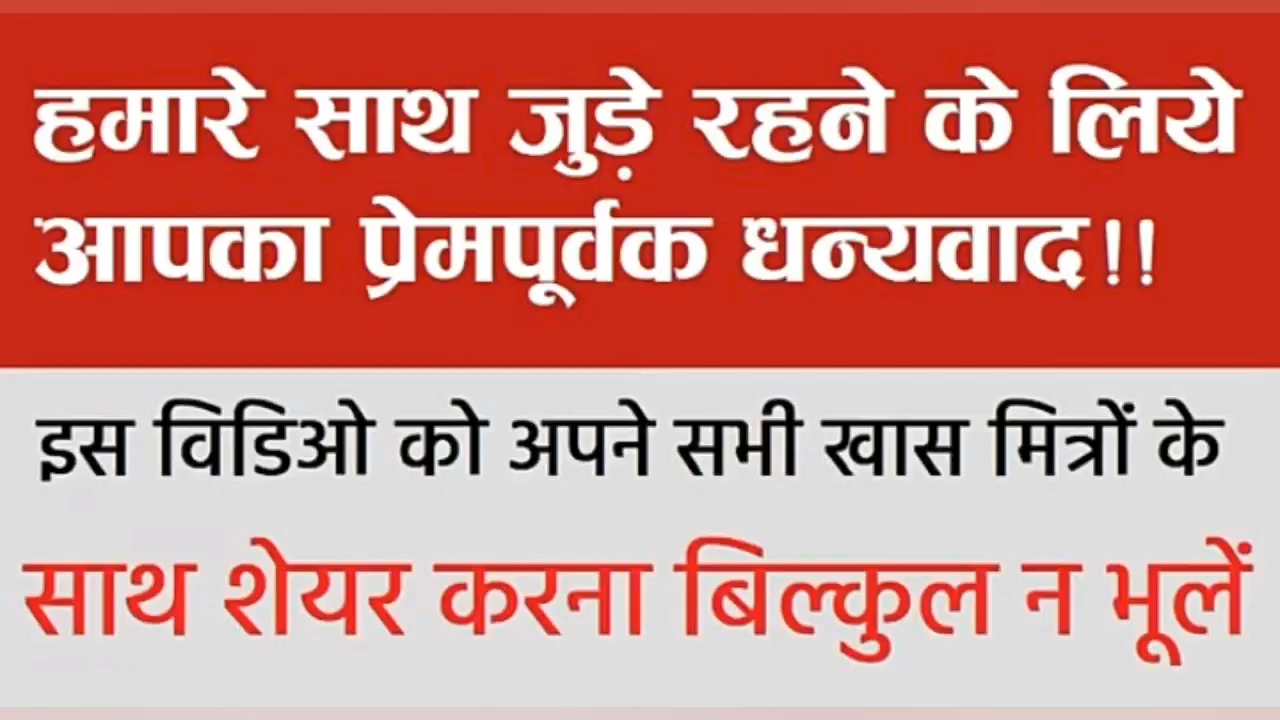 हमारे साथ जुड़े रहने के लिये
आपका प्रेमपूर्वक धन्यवाद!!
इस विडिओ को अपने सभी खास मित्रों के
साथ शेयर करना बिल्कुल न भूलें